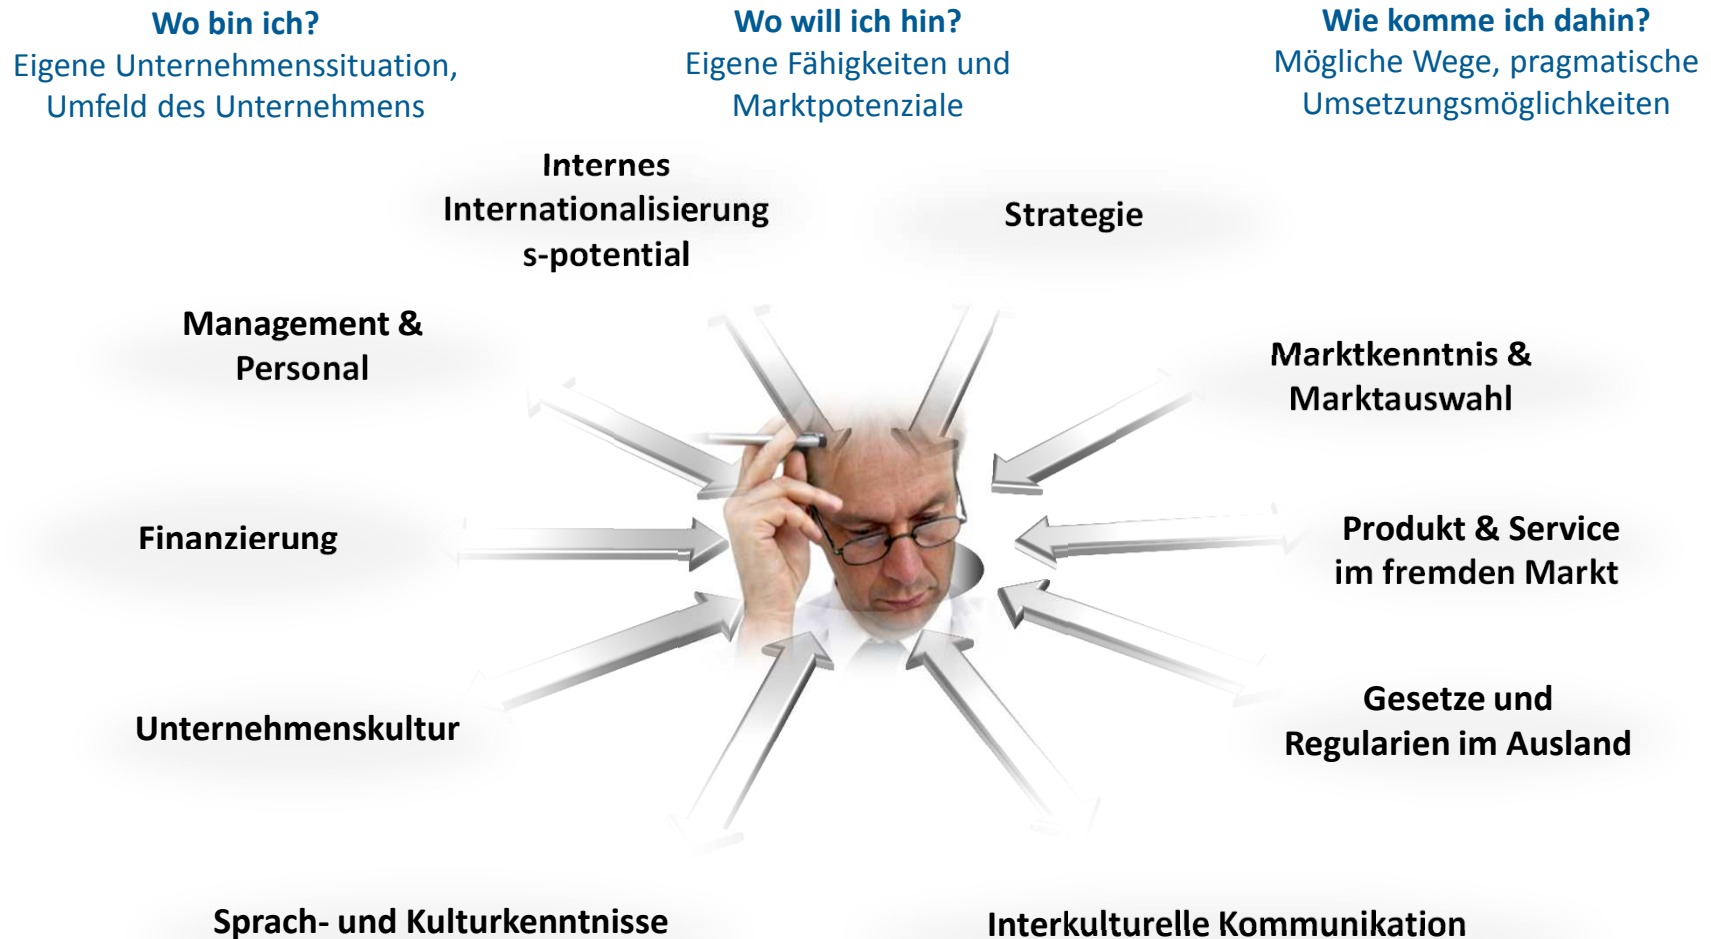 Wo bin ich?
Eigene Unternehmenssituation,
Umfeld des Unternehmens
Wo will ich hin?
Eigene Fähigkeiten und
Marktpotenziale
Wie komme ich dahin?
Mögliche Wege, pragmatische
Umsetzungsmöglichkeiten
Internes
Internationalisierung
s-potential
Strategie
Management &
Personal
Marktkenntnis &
Marktauswahl
Finanzierung
Produkt & Service
im fremden Markt
Unternehmenskultur
Gesetze und
Regularien im Ausland
Sprach- und Kulturkenntnisse
Interkulturelle Kommunikation